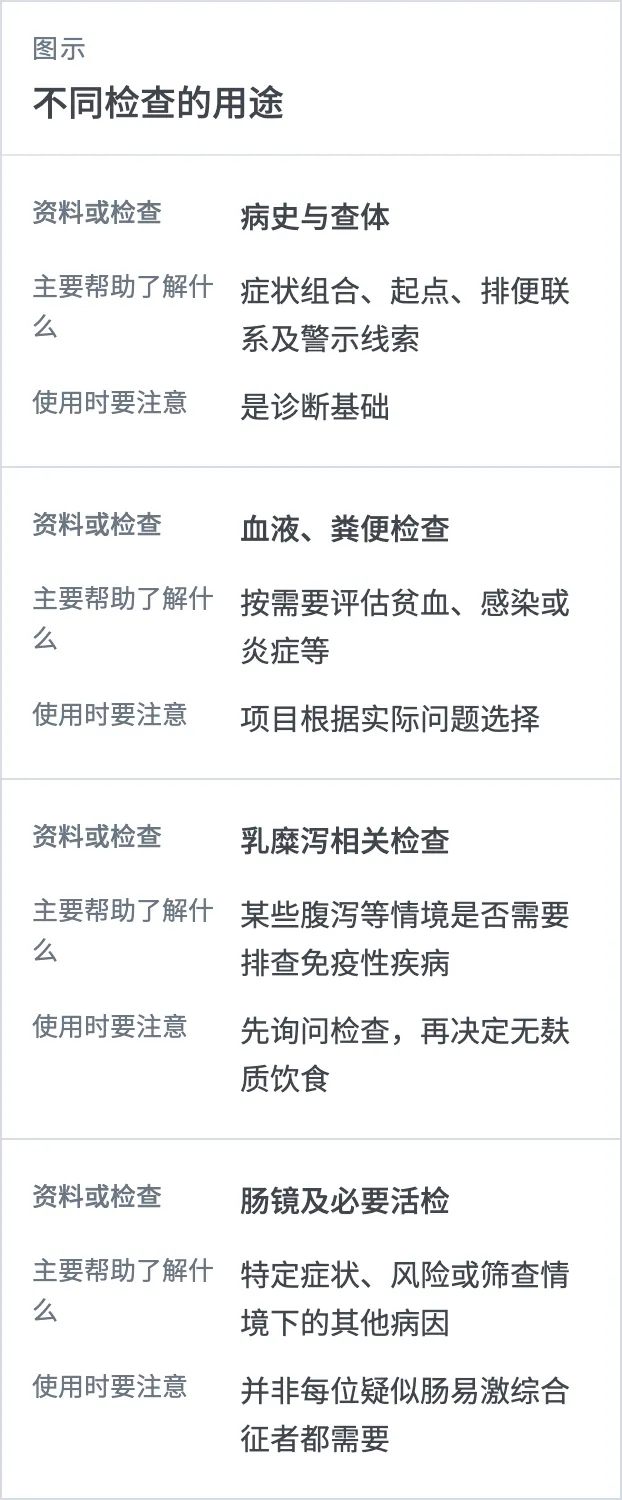 图示
不同检查的用途
资料或检查
病史与查体
主要帮助了解什
么
症状组合、起点、排便联
系及警示线索
使用时要注意
是诊断基础
资料或检查
血液、粪便检查
主要帮助了解什
么
按需要评估贫血、感染或
炎症等
使用时要注意
项目根据实际问题选择
资料或检查
乳糜泻相关检查
主要帮助了解什
么
某些腹泻等情境是否需要
排查免疫性疾病
使用时要注意
先询问检查，再决定无麸
质饮食
资料或检查
肠镜及必要活检
主要帮助了解什
么
特定症状、风险或筛查情
境下的其他病因
使用时要注意
并非每位疑似肠易激综合
征者都需要